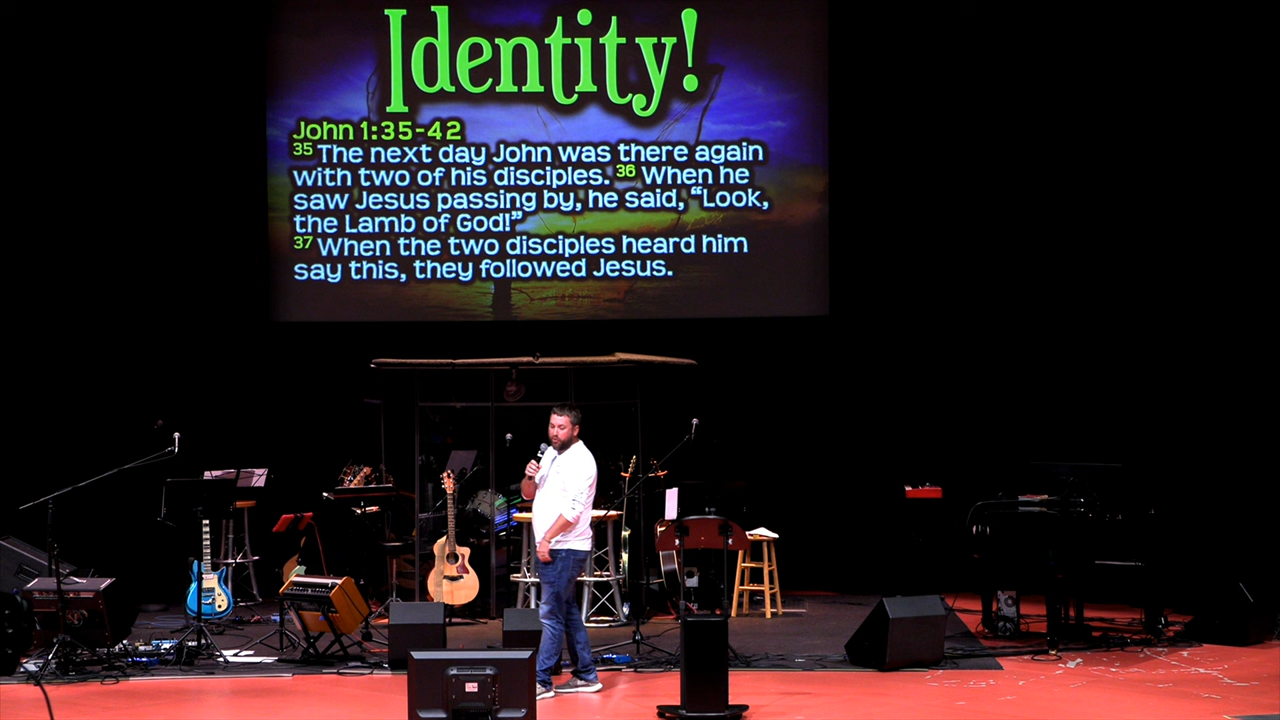 Identity!
John 1:35-42
35 The next day John was there again
with two of his disciples. 36 When he
saw Jesus passing by, he said, “Look,
the Lamb of God!”
37 When the two disciples heard him
say this, they followed Jesus.